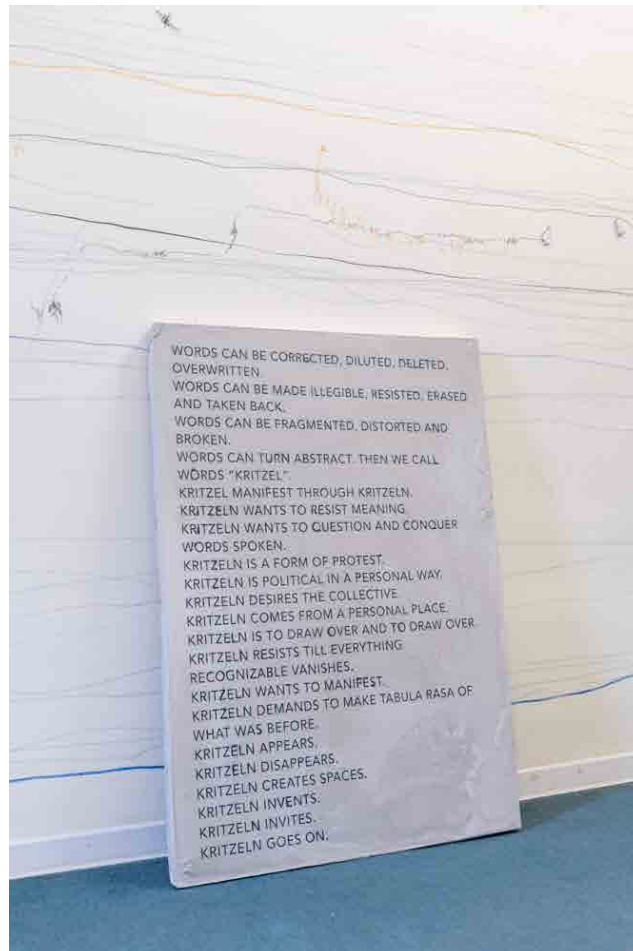 WORDS CAN BE CORRECTED, DILUTED, DELETED,
OVERWRITTEN.
WORDS CAN BE MADE ILLEGIBLE, RESISTED, ERASED
AND TAKEN BACK.
WORDS CAN BE FRAGMENTED, DISTORTED AND
BROKEN.
WORDS CAN TURN ABSTRACT. THEN WE CALL
WORDS "KRITZEL".
KRITZEL MANIFEST THROUGH KRITZELN.
KRITZELN WANTS TO RESIST MEANING.
KRITZELN WANTS TO QUESTION AND CONQUER
WORDS SPOKEN.
KRITZELN IS A FORM OF PROTEST.
KRITZELN IS POLITICAL IN A PERSONAL WAY.
KRITZELN DESIRES THE COLLECTIVE.
KRITZELN COMES FROM A PERSONAL PLACE.
KRITZELN IS TO DRAW OVER AND TO DRAW OVER.
KRITZELN RESISTS TILL EVERYTHING
RECOGNIZABLE VANISHES.
KRITZELN WANTS TO MANIFEST.
KRITZELN DEMANDS TO MAKE TABULA RASA OF
WHAT WAS BEFORE.
KRITZELN APPEARS.
KRITZELN DISAPPEARS.
KRITZELN CREATES SPACES.
KRITZELN INVENTS.
KRITZELN INVITES.
KRITZELN GOES ON.